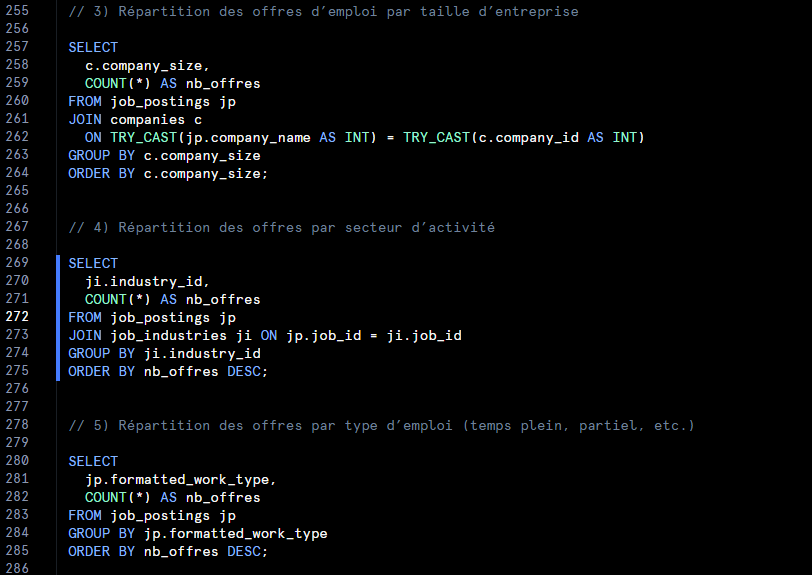 255 // 3) Répartition des offres d’emploi par taille d’entreprise
256
257 SELECT
258 c.company_size,
259 COUNT(*) AS nb_offres
260 FROM job_postings jp
261 JOIN companies c
262 ON TRY_CAST(jp.company_name AS INT) = TRY_CAST(c.company_id AS INT)
263 GROUP BY c.company_size
264 ORDER BY c.company_size;
265
266
267 // 4) Répartition des offres par secteur d’activité
268
269 SELECT
270 ji.industry_id,
271 COUNT(*) AS nb_offres
272 FROM job_postings jp
273 JOIN job_industries ji ON jp.job_id = ji.job_id
274 GROUP BY ji.industry_id
275 ORDER BY nb_offres DESC;
276
277
278 // 5) Répartition des offres par type d’emploi (temps plein, partiel, etc.)
279
280 SELECT
281 jp.formatted_work_type,
282 COUNT(*) AS nb_offres
283 FROM job_postings jp
284 GROUP BY jp.formatted_work_type
285 ORDER BY nb_offres DESC;
286